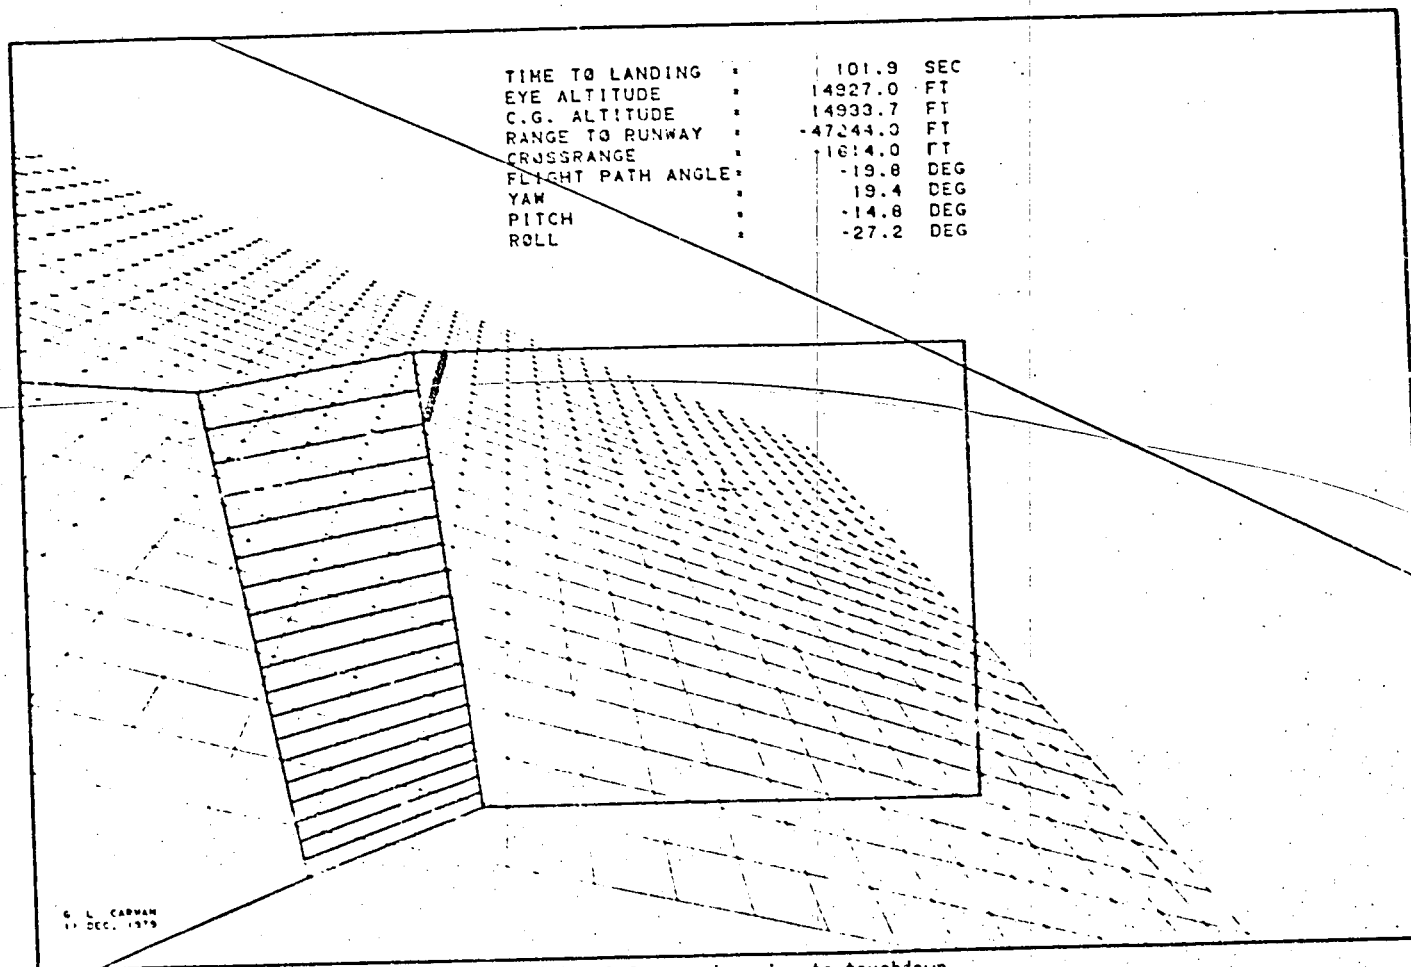 TIME TO LANDING = 101.9 SEC
EYE ALTITUDE = 14927.0 FT
C.G. ALTITUDE = 14933.7 FT
RANGE TO RUNWAY = -47244.0 FT
CROSSRANGE = -1614.0 FT
FLIGHT PATH ANGLE = -19.8 DEG
YAW = 19.4 DEG
PITCH = -14.8 DEG
ROLL = -27.2 DEG
G. L. CARMAN
11 DEC. 1979
to touchdown